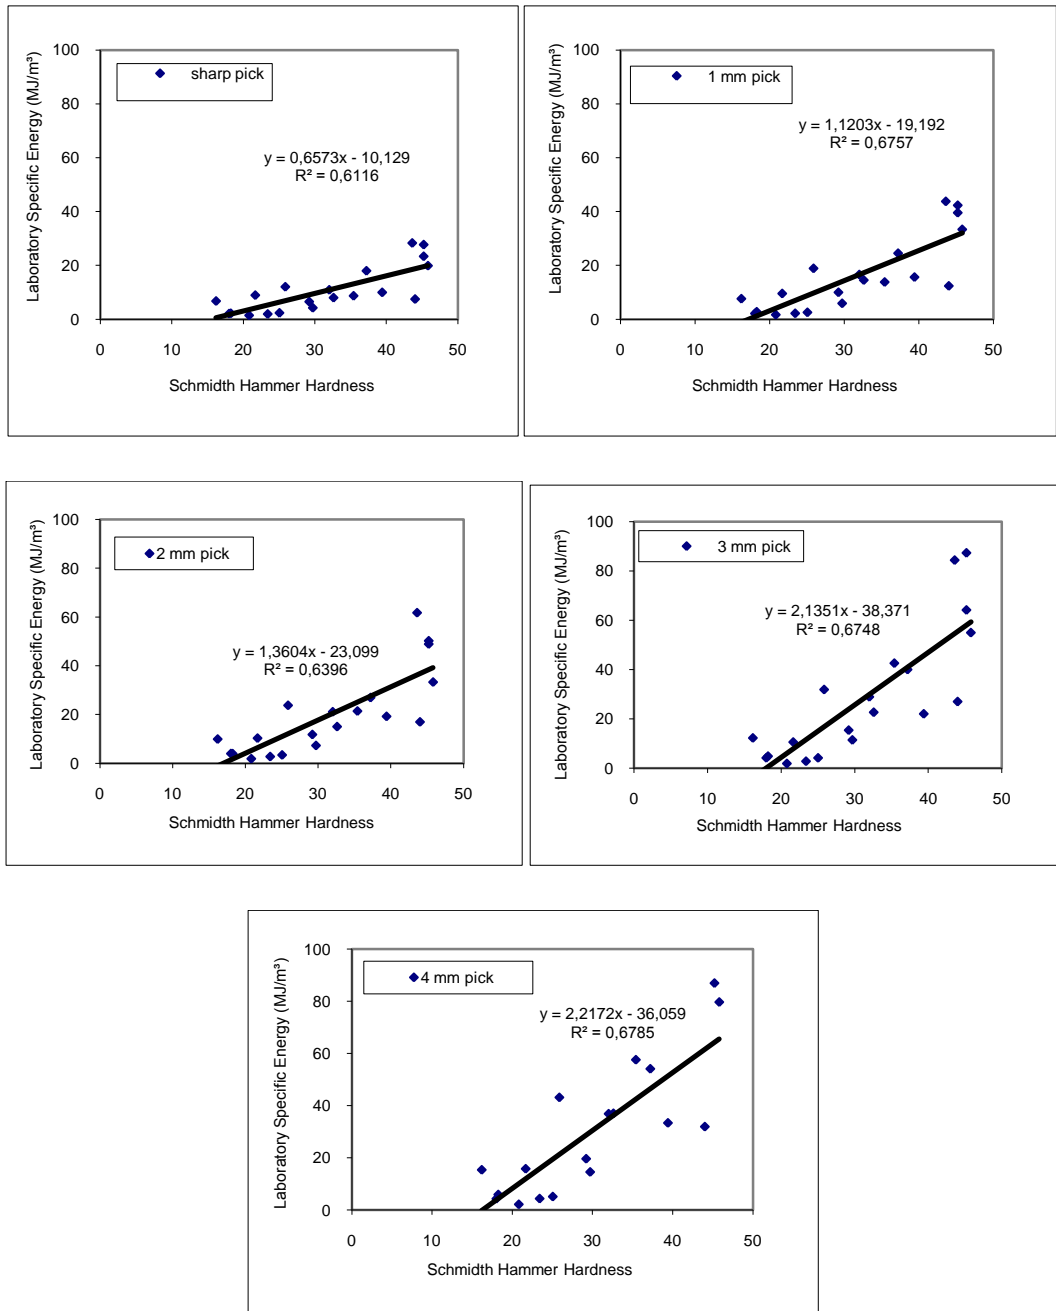 Laboratory Specific Energy (MJ/m³)
100
80
60
40
20
0
sharp pick
y = 0,6573x - 10,129
R² = 0,6116
0 10 20 30 40 50
Schmidth Hammer Hardness
Laboratory Specific Energy (MJ/m³)
100
80
60
40
20
0
1 mm pick
y = 1,1203x - 19,192
R² = 0,6757
0 10 20 30 40 50
Schmidth Hammer Hardness
Laboratory Specific Energy (MJ/m³)
100
80
60
40
20
0
2 mm pick
y = 1,3604x - 23,099
R² = 0,6396
0 10 20 30 40 50
Schmidth Hammer Hardness
Laboratory Specific Energy (MJ/m³)
100
80
60
40
20
0
3 mm pick
y = 2,1351x - 38,371
R² = 0,6748
0 10 20 30 40 50
Schmidth Hammer Hardness
Laboratory Specific Energy (MJ/m³)
100
80
60
40
20
0
4 mm pick
y = 2,2172x - 36,059
R² = 0,6785
0 10 20 30 40 50
Schmidth Hammer Hardness